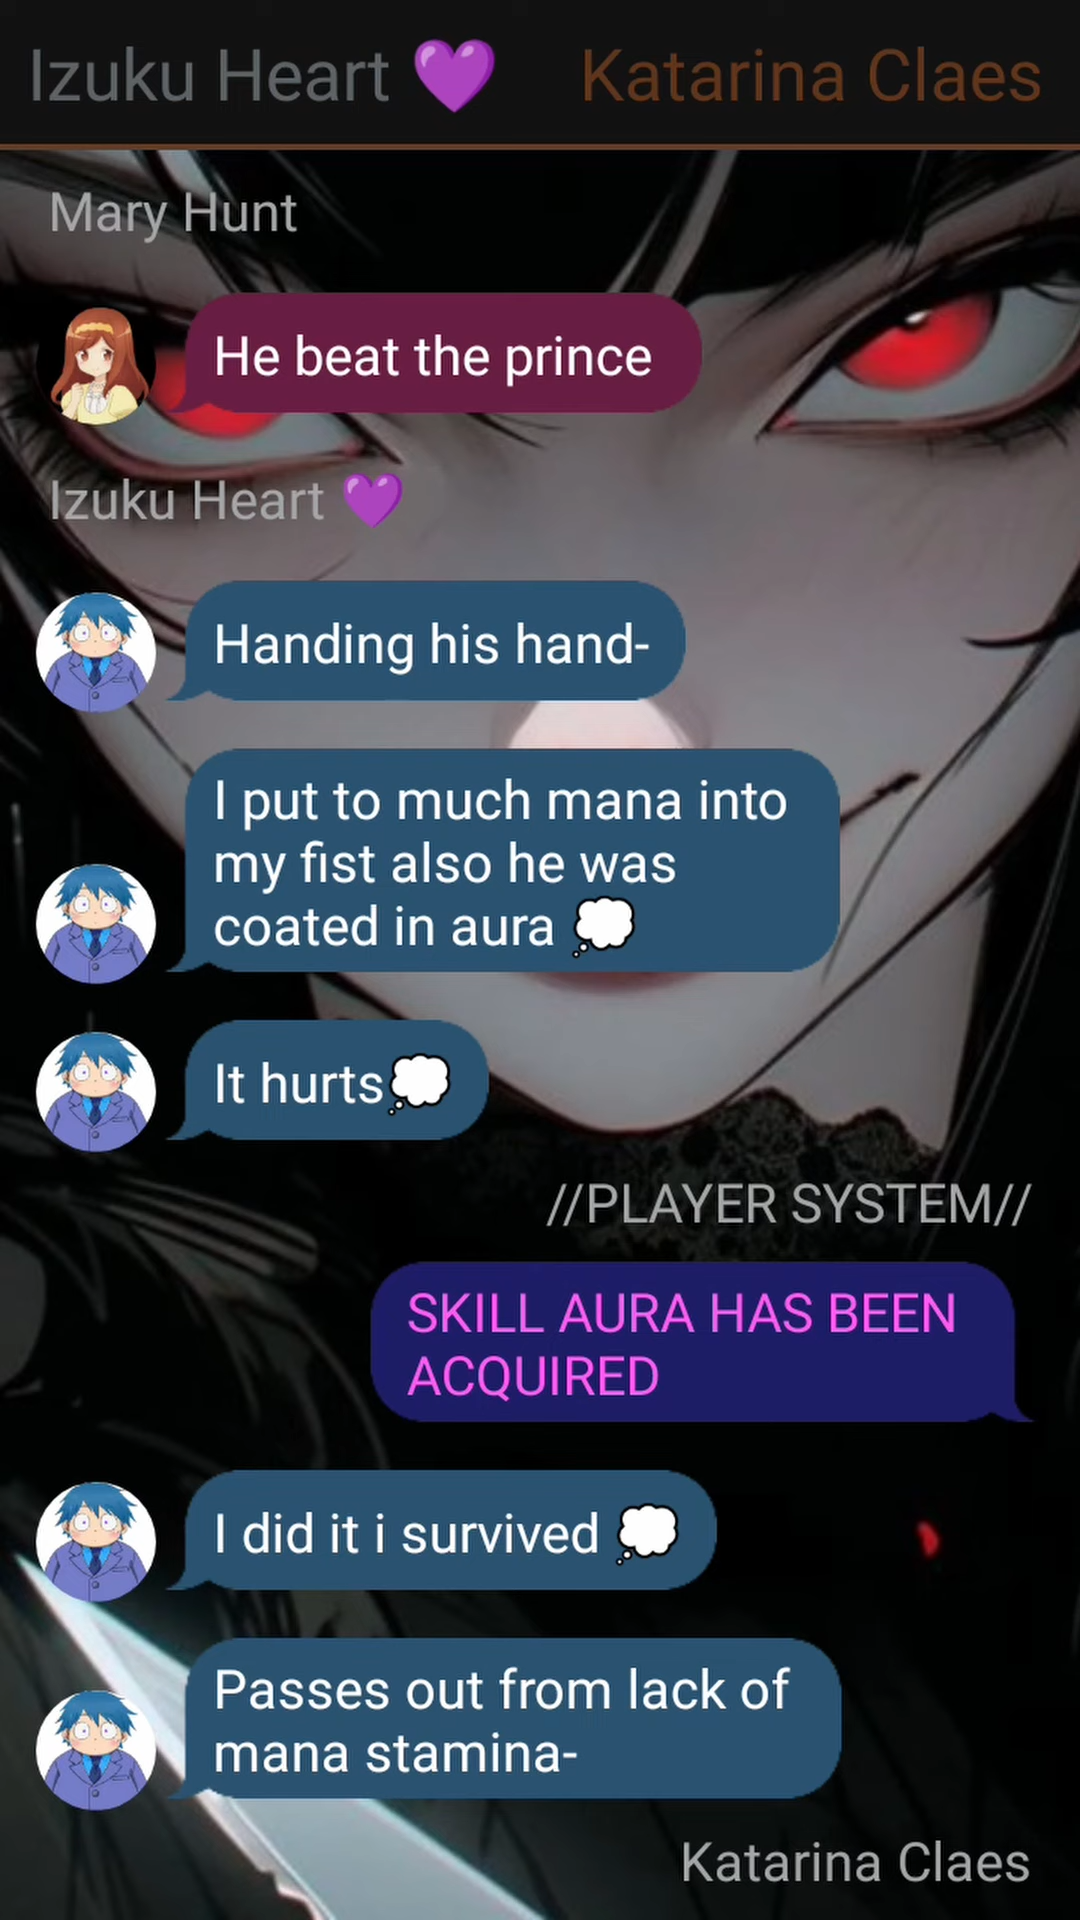 Izuku Heart 💜 Katarina Claes
Mary Hunt
He beat the prince
Izuku Heart 💜
Handing his hand-
I put to much mana into
my fist also he was
coated in aura 💭
It hurts💭
//PLAYER SYSTEM//
SKILL AURA HAS BEEN
ACQUIRED
I did it i survived 💭
Passes out from lack of
mana stamina-
Katarina Claes